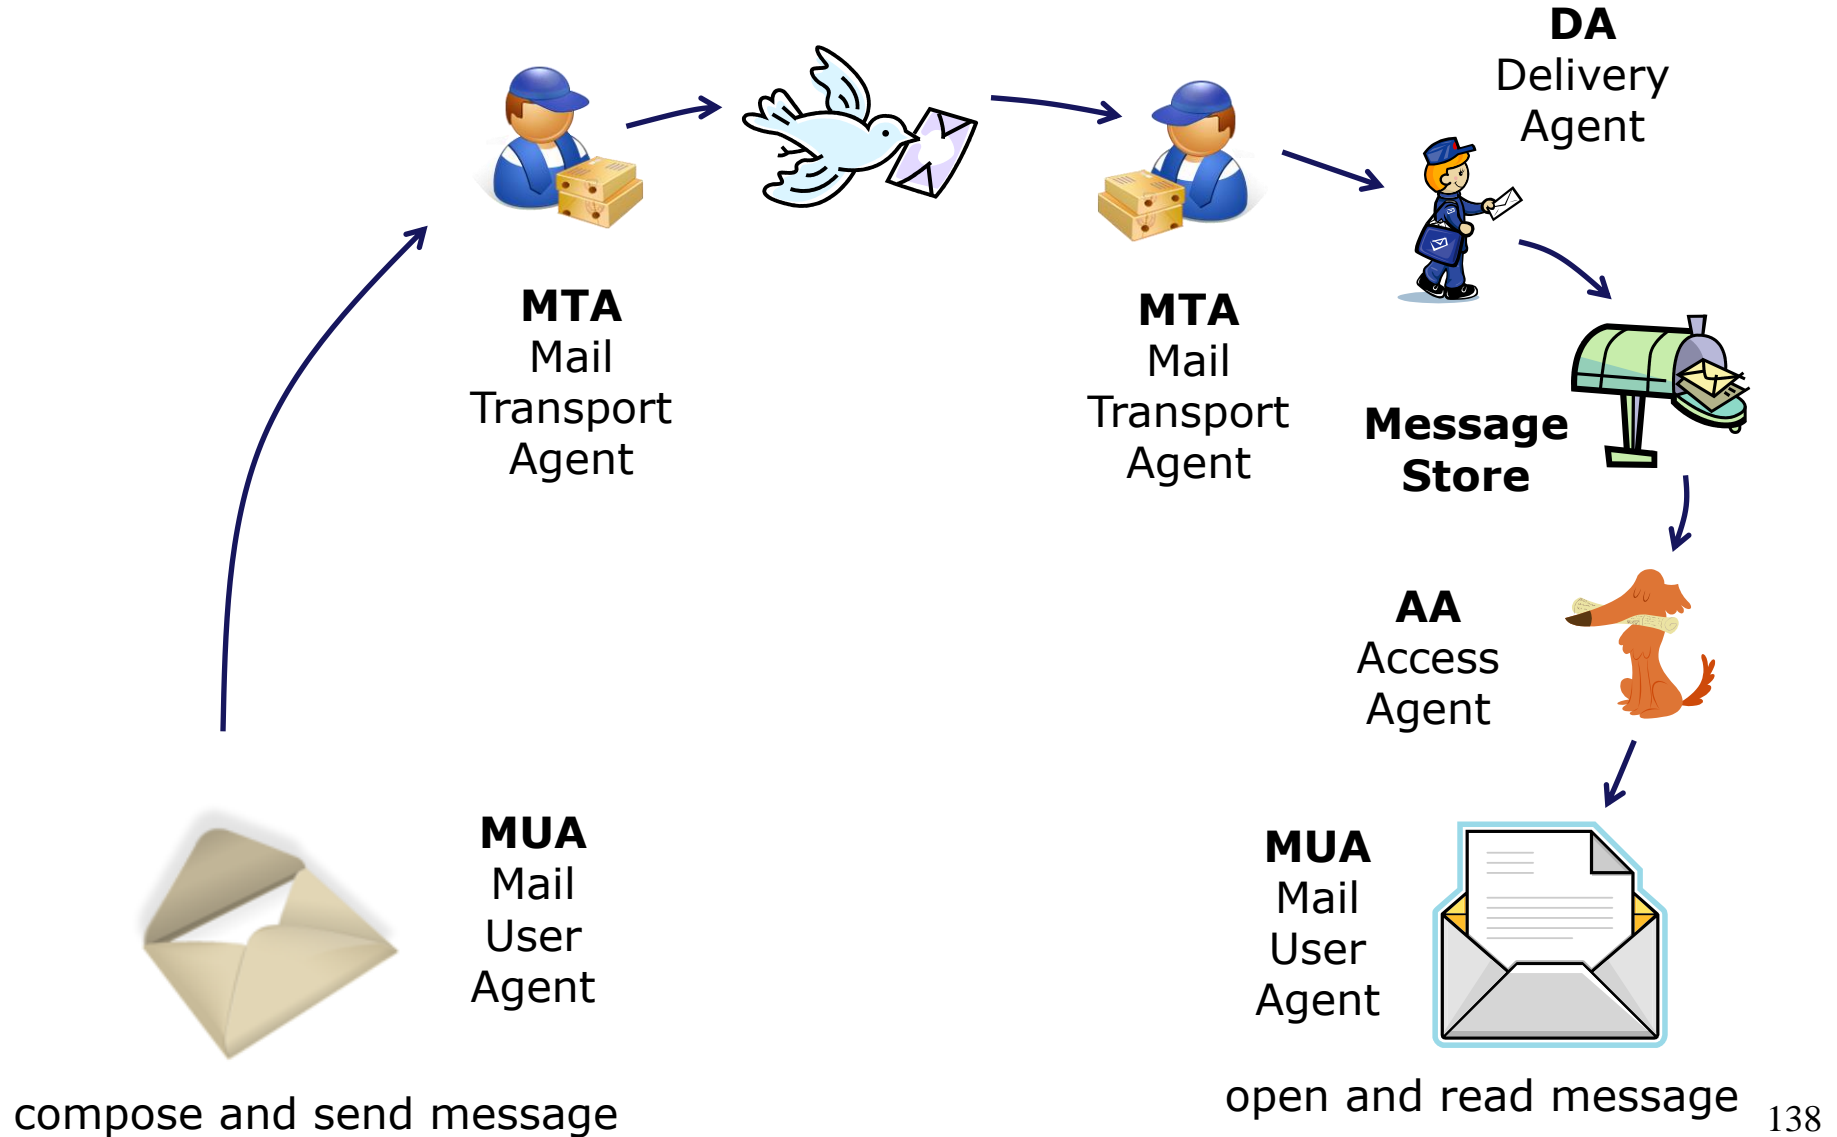 DA
Delivery
Agent
MTA
Mail
Transport
Agent
MTA
Mail
Transport
Agent
Message
Store
AA
Access
Agent
MUA
Mail
User
Agent
MUA
Mail
User
Agent
compose and send message
open and read message
138